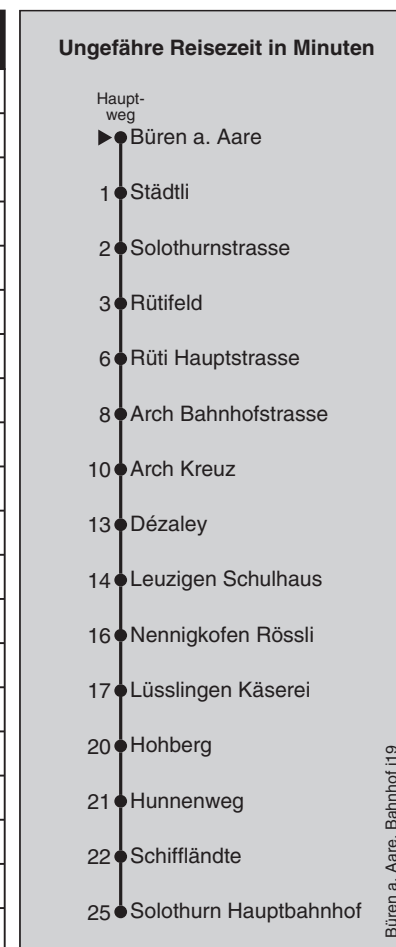 Ungefähre Reisezeit in Minuten
Haupt-
weg
Büren a. Aare
1 Städtli
2 Solothurnstrasse
3 Rütifeld
6 Rüti Hauptstrasse
8 Arch Bahnhofstrasse
10 Arch Kreuz
13 Dézaley
14 Leuzigen Schulhaus
16 Nennigkofen Rössli
17 Lüsslingen Käserei
20 Hohberg
21 Hunnenweg
22 Schiffländte
25 Solothurn Hauptbahnhof
Büren a. Aare, Bahnhof j19